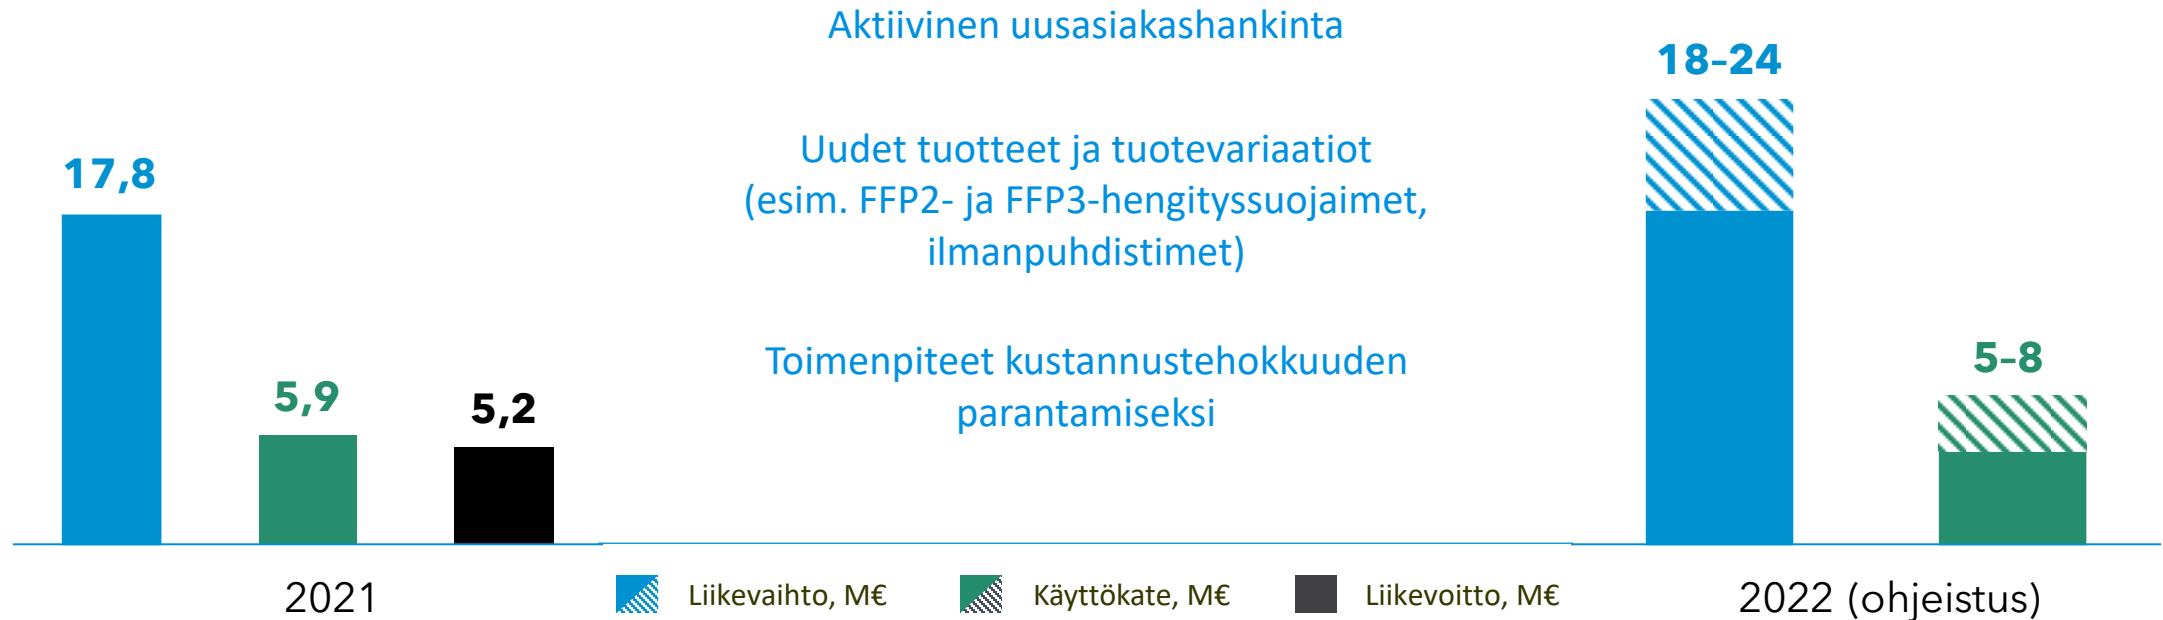 Aktiivinen uusasiakashankinta
Uudet tuotteet ja tuotevariaatiot
(esim. FFP2- ja FFP3-hengityssuojaimet,
ilmanpuhdistimet)
Toimenpiteet kustannustehokkuuden
parantamiseksi
17,8
5,9
5,2
2021
18–24
5–8
2022 (ohjeistus)
Liikevaihto, M€
Käyttökate, M€
Liikevoitto, M€